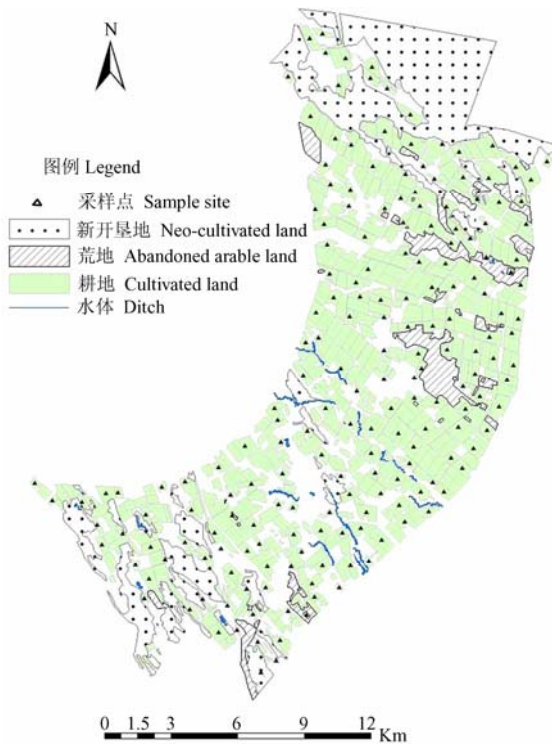 N
图例 Legend
采样点 Sample site
新开垦地 Neo-cultivated land
荒地 Abandoned arable land
耕地 Cultivated land
水体 Ditch
0 1.5 3 6 9 12
Km